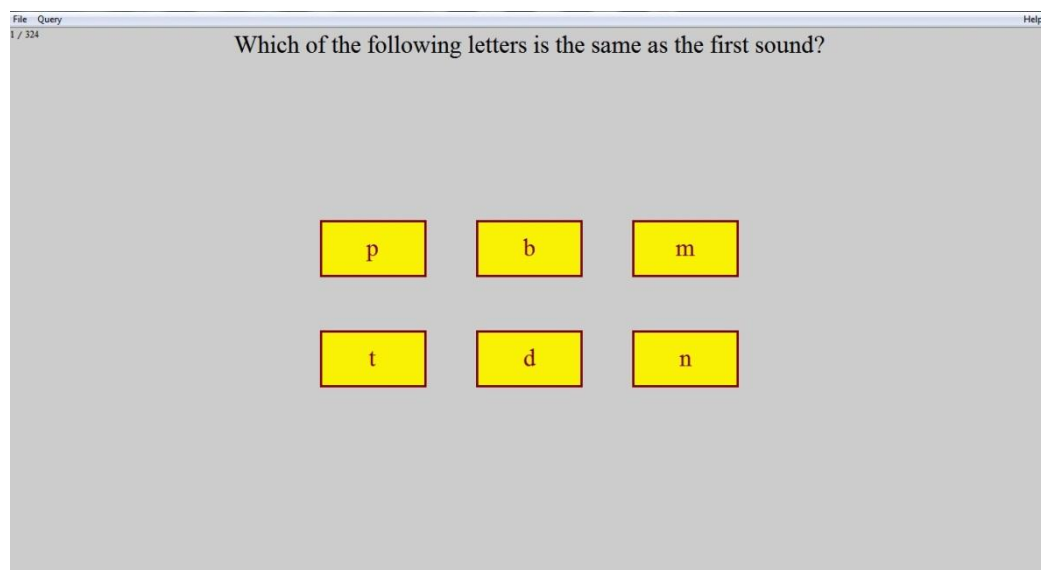 File Query Help
1 / 324
Which of the following letters is the same as the first sound?
p b m
t d n